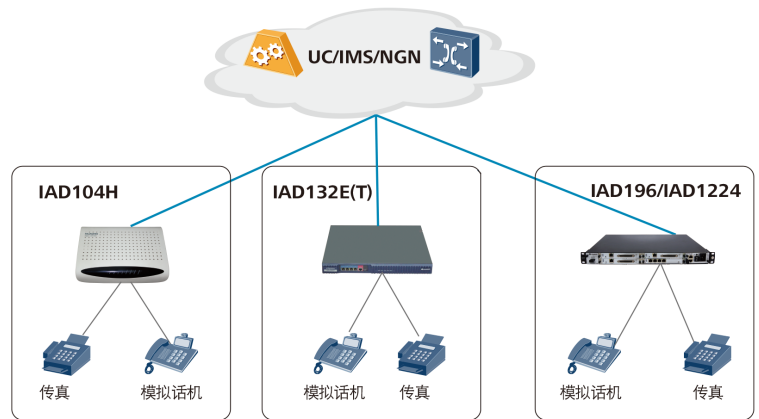 UC/IMS/NGN
IAD104H
IAD132E(T)
IAD196/IAD1224
传真
模拟话机
模拟话机
传真
模拟话机
传真